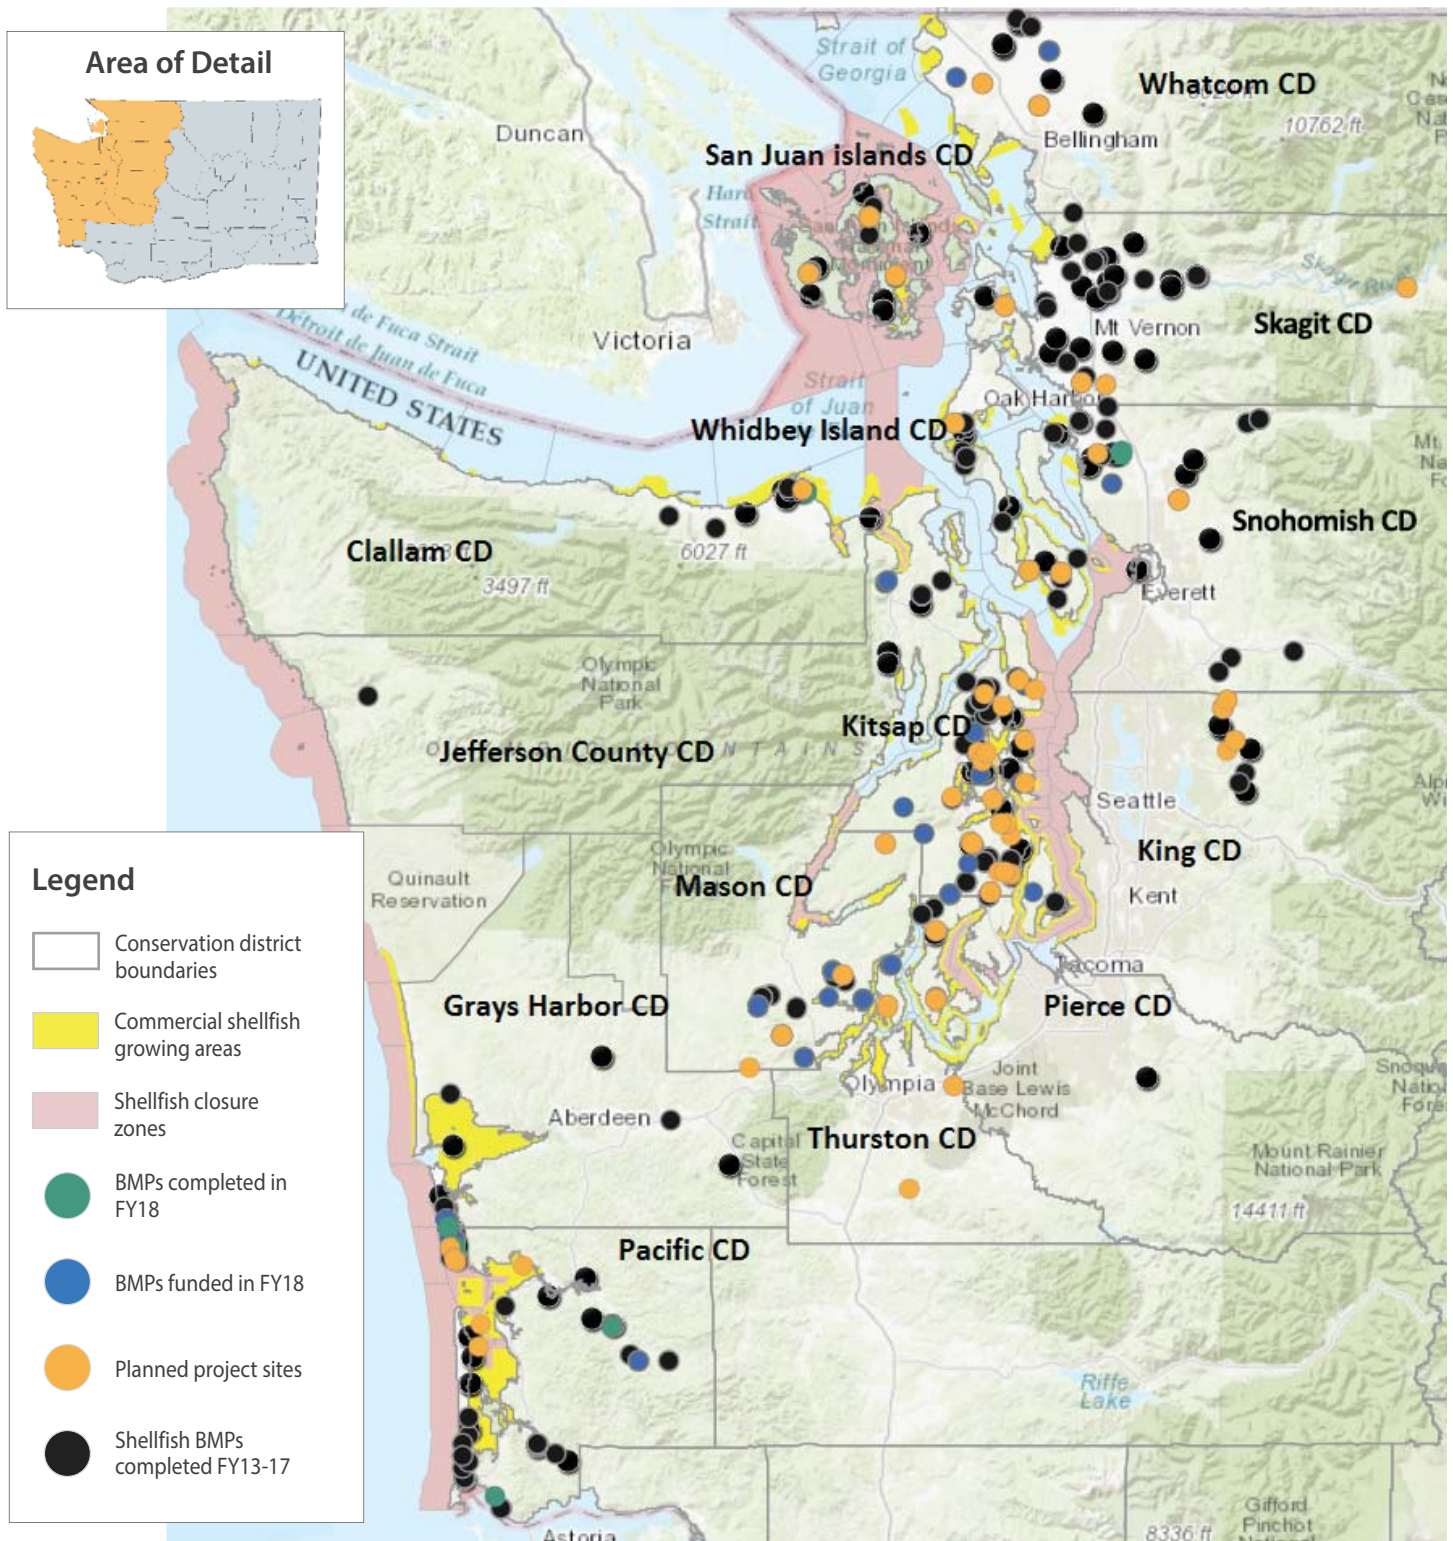 Area of Detail
Strait of
Georgia
Whatcom CD
10762 ft
Duncan
Bellingham
San Juan islands CD
Strait
Skagit
Victoria
Mt Vernon
Skagit CD
de Fuca Strait
Détroit de Juan de Fuca
UNITED STATES
Strait
of Juan
Oak Harbor
Whidbey Island CD
Snohomish CD
Clallam CD
6027 ft
3497 ft
Everett
Olympic
National
Park
Kitsap CD
Jefferson County CD
Seattle
King CD
Olympic
National
Mason CD
Kent
Quinault
Reservation
Tacoma
Grays Harbor CD
Pierce CD
Olympia
Joint
Base Lewis
McChord
Aberdeen
Capital
State
Forest
Thurston CD
Mount Rainier
National Park
14411 ft
Pacific CD
Riffe
Lake
Gifford
Pinchot
Astoria
8336 ft
Legend
Conservation district
boundaries
Commercial shellfish
growing areas
Shellfish closure
zones
BMPs completed in
FY18
BMPs funded in FY18
Planned project sites
Shellfish BMPs
completed FY13-17